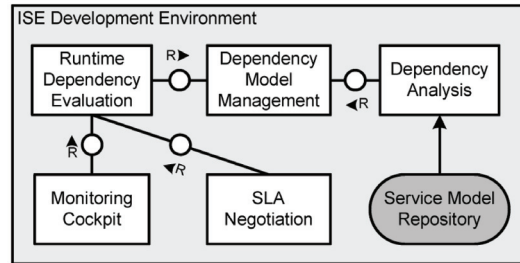 ISE Development Environment
Runtime
Dependency
Evaluation
R
Dependency
Model
Management
R
Dependency
Analysis
R
R
Monitoring
Cockpit
SLA
Negotiation
Service Model
Repository